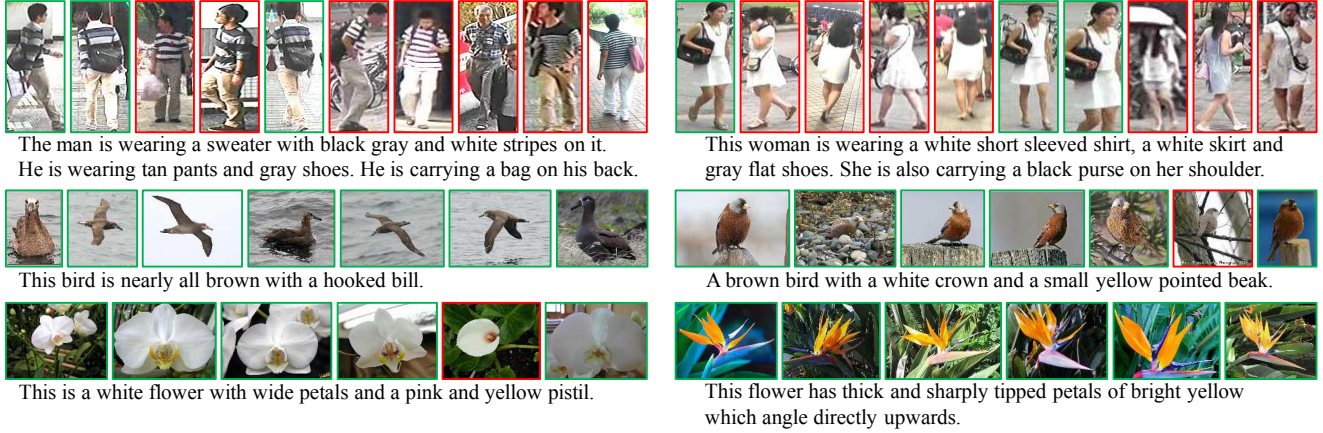 The man is wearing a sweater with black gray and white stripes on it.
He is wearing tan pants and gray shoes. He is carrying a bag on his back.
This woman is wearing a white short sleeved shirt, a white skirt and
gray flat shoes. She is also carrying a black purse on her shoulder.
This bird is nearly all brown with a hooked bill.
A brown bird with a white crown and a small yellow pointed beak.
This is a white flower with wide petals and a pink and yellow pistil.
This flower has thick and sharply tipped petals of bright yellow
which angle directly upwards.